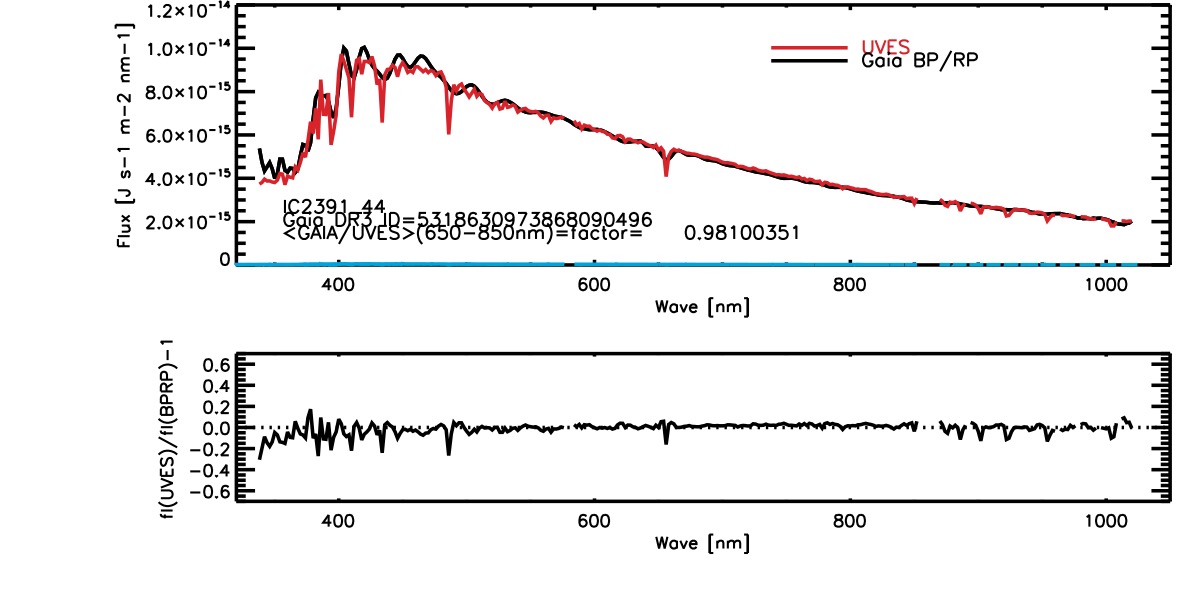 1.2×10⁻¹⁴
1.0×10⁻¹⁴
8.0×10⁻¹⁵
6.0×10⁻¹⁵
4.0×10⁻¹⁵
2.0×10⁻¹⁵
0
Flux [J s−1 m−2 nm−1]
UVES
Gaia BP/RP
IC2391_44
Gaia DR3 ID=5318630973868090496
<GAIA/UVES>(650−850nm)=factor= 0.98100351
400 600 800 1000
Wave [nm]
0.6
0.4
0.2
0.0
−0.2
−0.4
−0.6
fl(UVES)/fl(BPRP)−1
400 600 800 1000
Wave [nm]